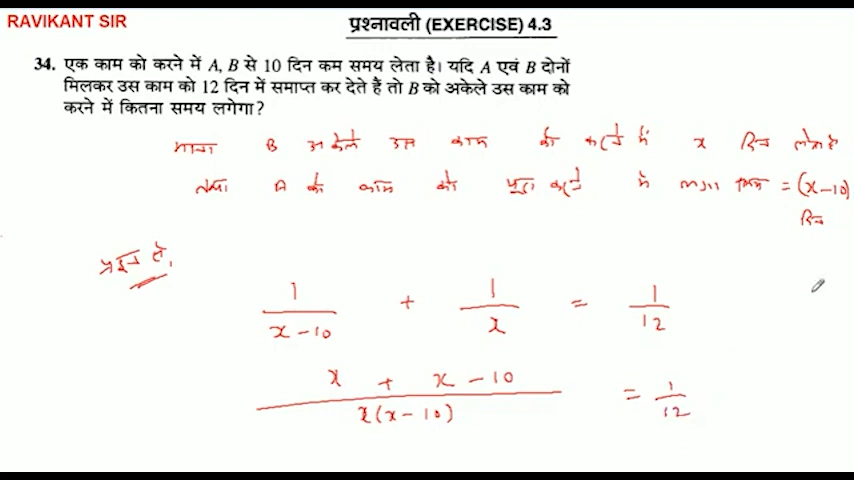 RAVIKANT SIR
प्रश्नावली (EXERCISE) 4.3
34. एक काम को करने में A, B से 10 दिन कम समय लेता है। यदि A एवं B दोनों
मिलकर उस काम को 12 दिन में समाप्त कर देते हैं तो B को अकेले उस काम को
करने में कितना समय लगेगा?
माना B अकेले उस काम को करने में x दिन लेता है
तथा A के काम को पूरा करने में लगा दिन = (x-10)
दिन
प्रश्न से,
1/(x-10) + 1/x = 1/12
(x + x - 10)/(x(x-10)) = 1/12